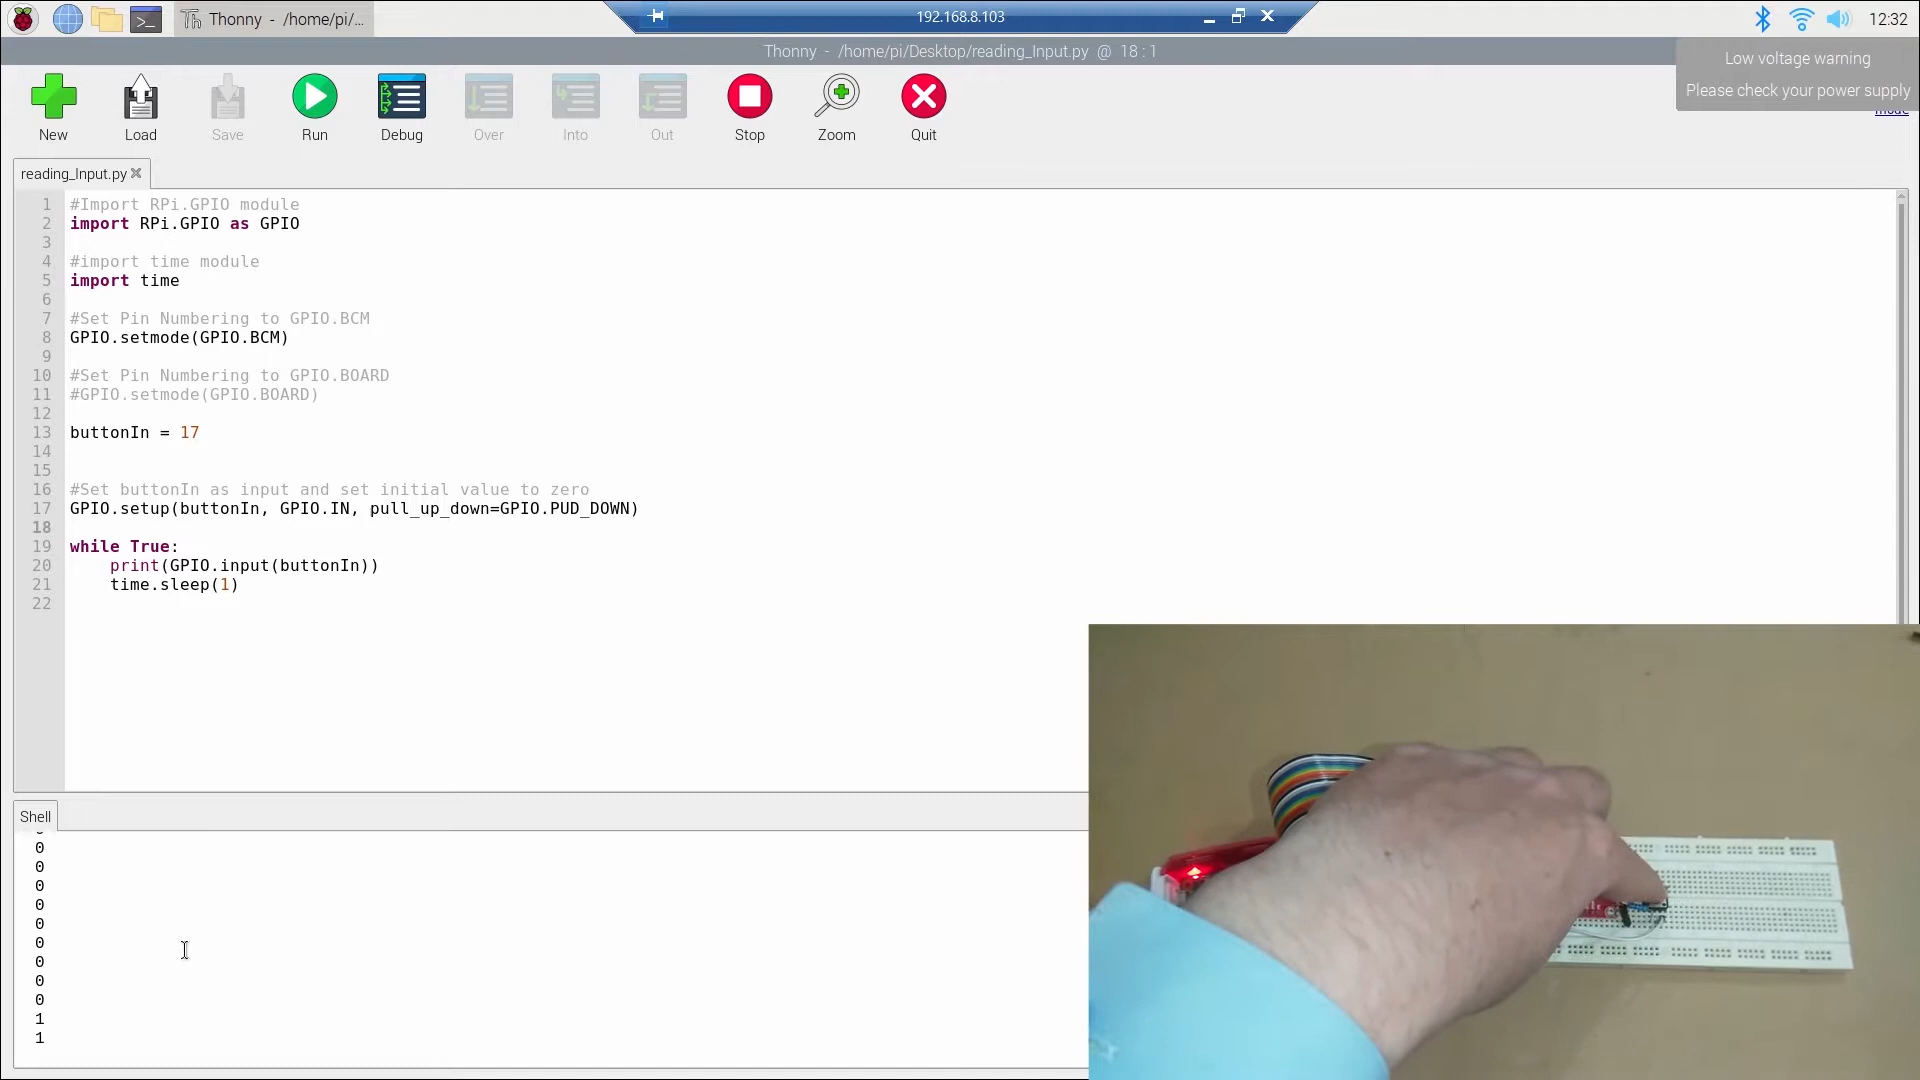 Thonny - /home/pi/...
192.168.8.103
12:32
Thonny - /home/pi/Desktop/reading_Input.py @ 18 : 1
Low voltage warning
Please check your power supply
mode
New
Load
Save
Run
Debug
Over
Into
Out
Stop
Zoom
Quit
reading_Input.py
1 #Import RPi.GPIO module
2 import RPi.GPIO as GPIO
3
4 #import time module
5 import time
6
7 #Set Pin Numbering to GPIO.BCM
8 GPIO.setmode(GPIO.BCM)
9
10 #Set Pin Numbering to GPIO.BOARD
11 #GPIO.setmode(GPIO.BOARD)
12
13 buttonIn = 17
14
15
16 #Set buttonIn as input and set initial value to zero
17 GPIO.setup(buttonIn, GPIO.IN, pull_up_down=GPIO.PUD_DOWN)
18
19 while True:
20     print(GPIO.input(buttonIn))
21     time.sleep(1)
22
Shell
0
0
0
0
0
0
0
0
0
1
1